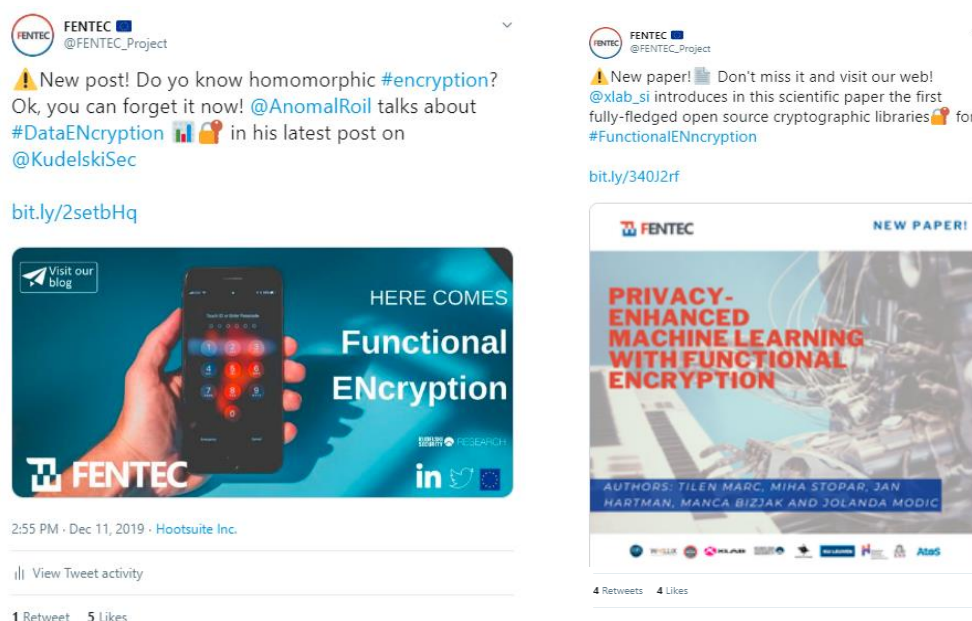 FENTEC
@FENTEC_Project
New post! Do yo know homomorphic #encryption?
Ok, you can forget it now! @AnomalRoil talks about
#DataENcryption in his latest post on
@KudelskiSec
bit.ly/2setbHq
Visit our
blog
HERE COMES
Functional
ENcryption
KUDELSKI SECURITY RESEARCH
FENTEC
in
2:55 PM · Dec 11, 2019 · Hootsuite Inc.
View Tweet activity
1 Retweet 5 Likes
FENTEC
@FENTEC_Project
New paper! Don't miss it and visit our web!
@xlab_si introduces in this scientific paper the first
fully-fledged open source cryptographic libraries for
#FunctionalENncryption
bit.ly/340J2rf
FENTEC
NEW PAPER!
PRIVACY-
ENHANCED
MACHINE LEARNING
WITH FUNCTIONAL
ENCRYPTION
AUTHORS: TILEN MARC, MIHA STOPAR, JAN
HARTMAN, MANCA BIZJAK AND JOLANDA MODIC
XLAB
KU LEUVEN
AtoS
4 Retweets 4 Likes